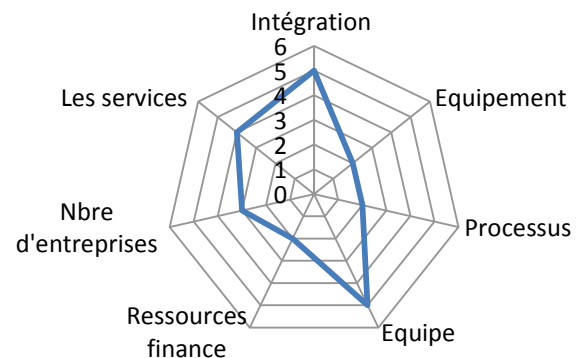 Intégration
6
5
4
3
2
1
0
Equipement
Processus
Equipe
Ressources
finance
Nbre
d'entreprises
Les services